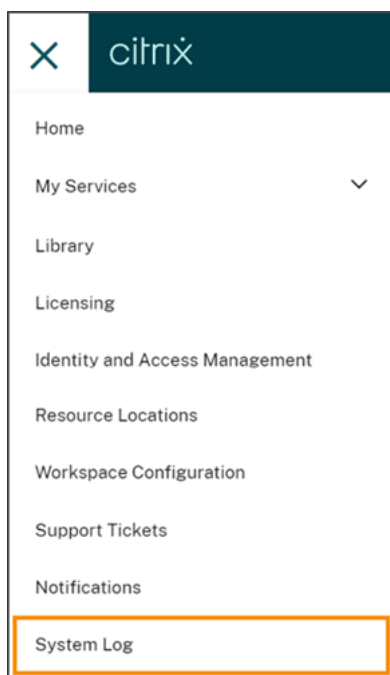 citrix
Home
My Services
Library
Licensing
Identity and Access Management
Resource Locations
Workspace Configuration
Support Tickets
Notifications
System Log